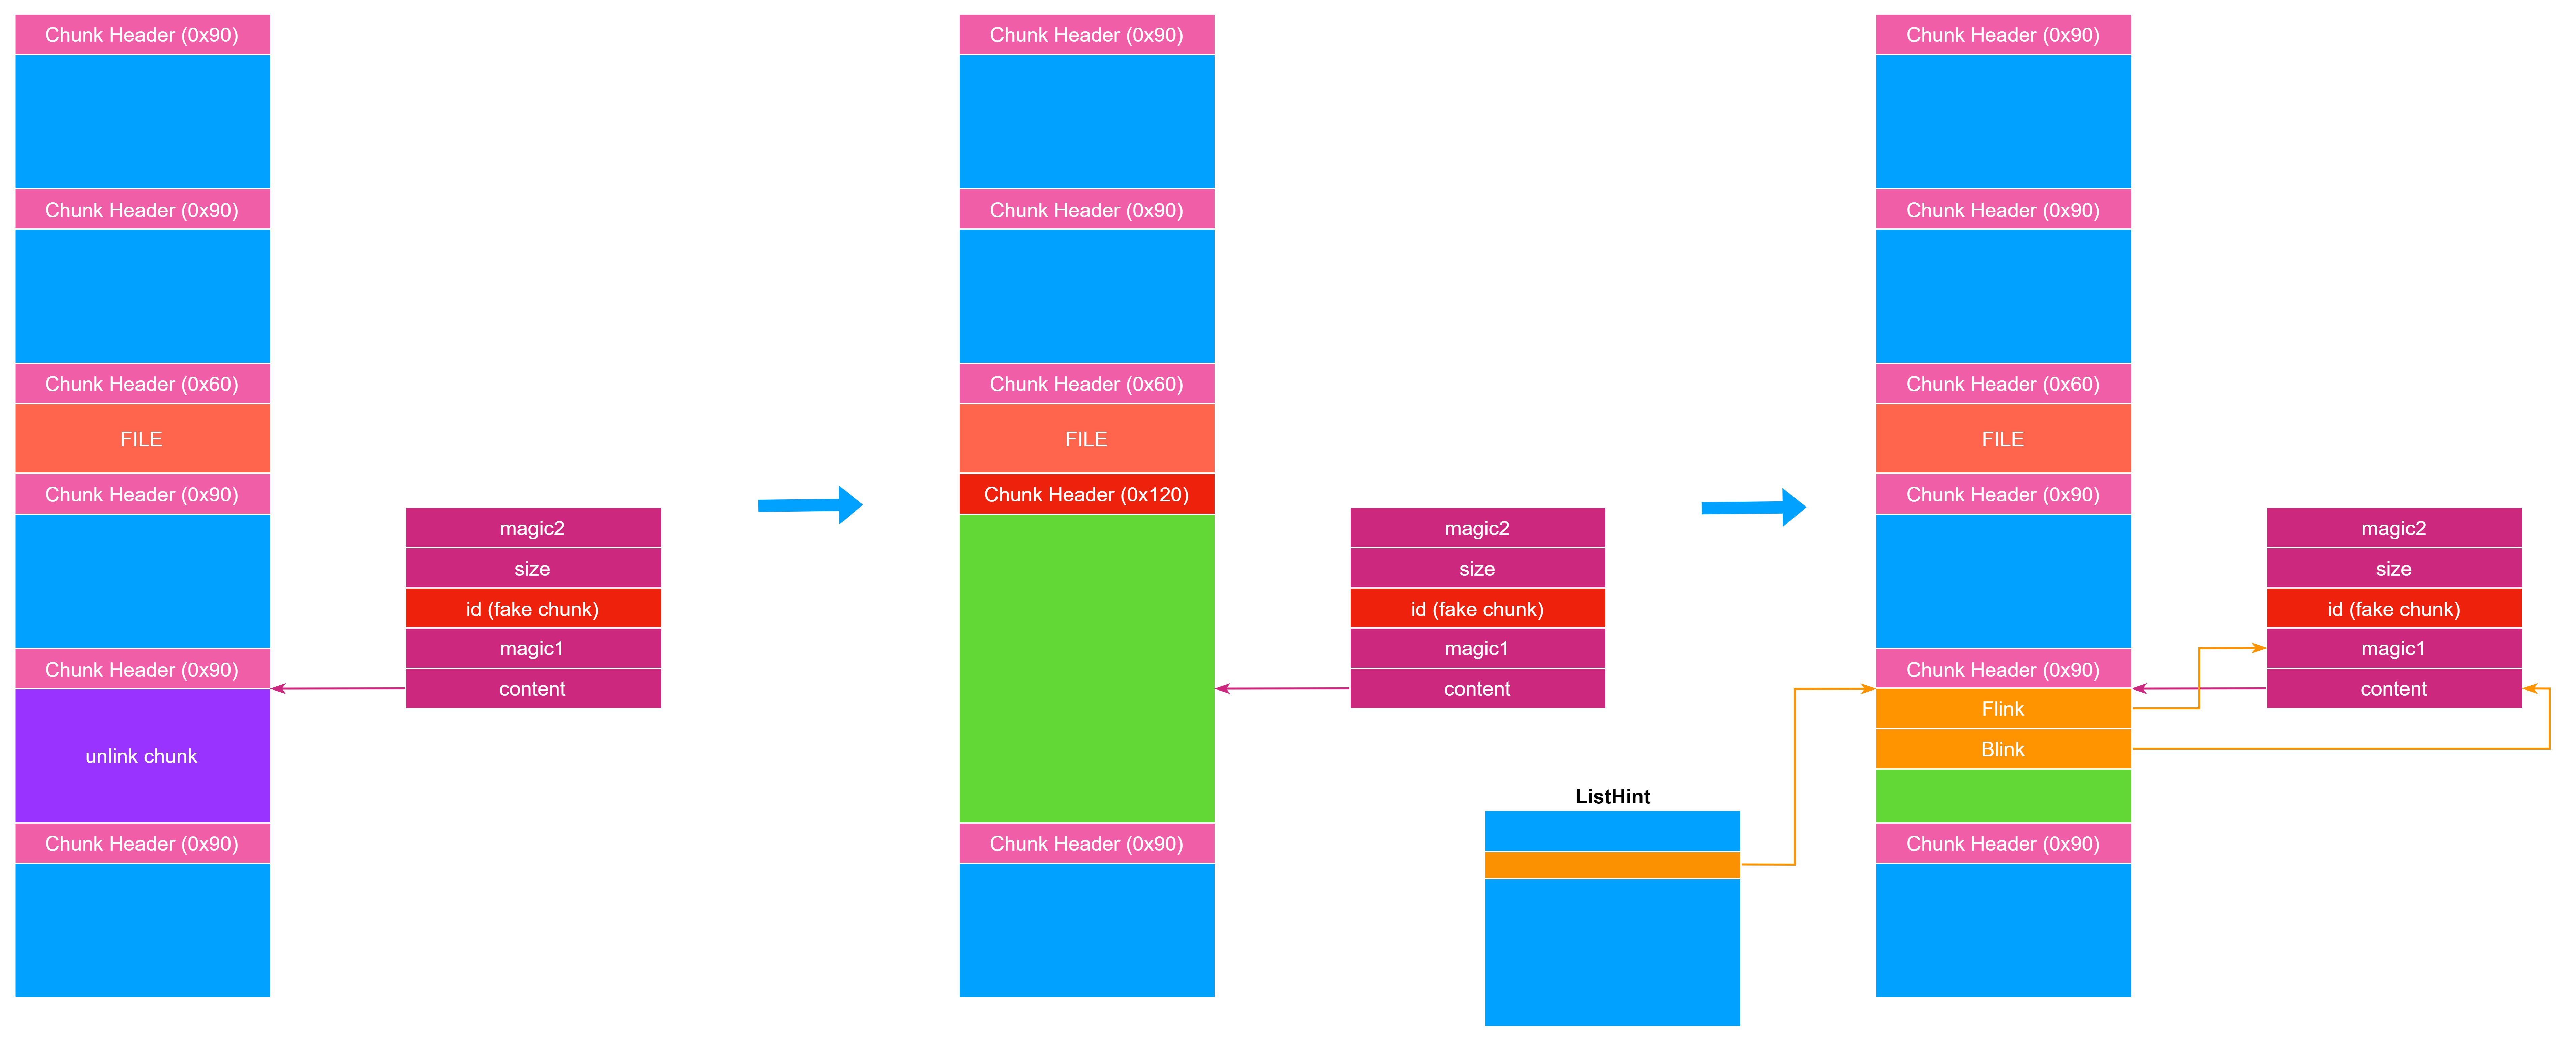 Chunk Header (0x90)
Chunk Header (0x90)
Chunk Header (0x60)
FILE
Chunk Header (0x90)
Chunk Header (0x90)
unlink chunk
Chunk Header (0x90)
magic2
size
id (fake chunk)
magic1
content
Chunk Header (0x90)
Chunk Header (0x90)
Chunk Header (0x60)
FILE
Chunk Header (0x120)
Chunk Header (0x90)
magic2
size
id (fake chunk)
magic1
content
ListHint
Chunk Header (0x90)
Chunk Header (0x90)
Chunk Header (0x60)
FILE
Chunk Header (0x90)
Chunk Header (0x90)
Flink
Blink
Chunk Header (0x90)
magic2
size
id (fake chunk)
magic1
content